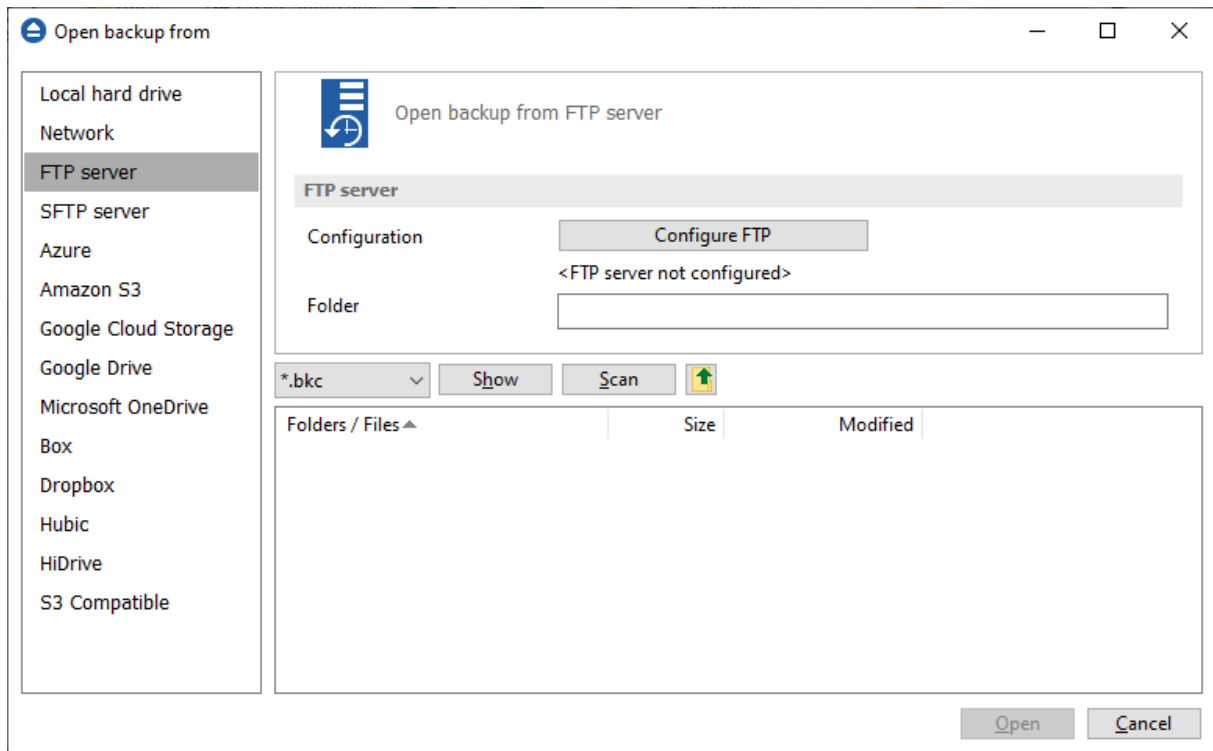 Open backup from
Local hard drive
Network
FTP server
SFTP server
Azure
Amazon S3
Google Cloud Storage
Google Drive
Microsoft OneDrive
Box
Dropbox
Hubic
HiDrive
S3 Compatible
Open backup from FTP server
FTP server
Configuration
Configure FTP
<FTP server not configured>
Folder
*.bkc Show Scan
Folders / Files Size Modified
Open Cancel